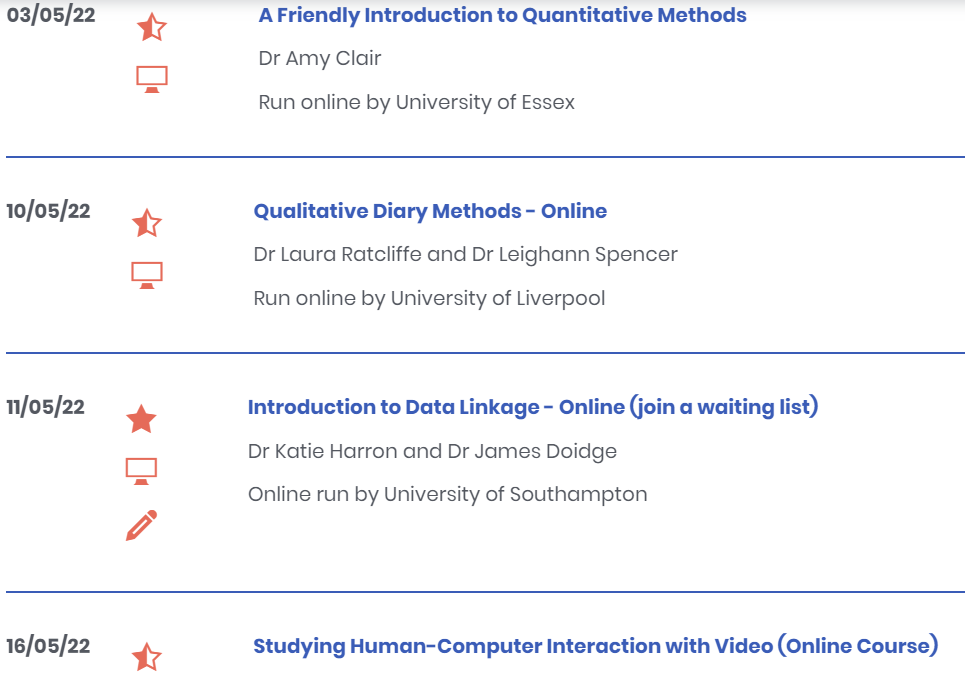 03/05/22
A Friendly Introduction to Quantitative Methods
Dr Amy Clair
Run online by University of Essex
10/05/22
Qualitative Diary Methods - Online
Dr Laura Ratcliffe and Dr Leighann Spencer
Run online by University of Liverpool
11/05/22
Introduction to Data Linkage - Online (join a waiting list)
Dr Katie Harron and Dr James Doidge
Online run by University of Southampton
16/05/22
Studying Human-Computer Interaction with Video (Online Course)